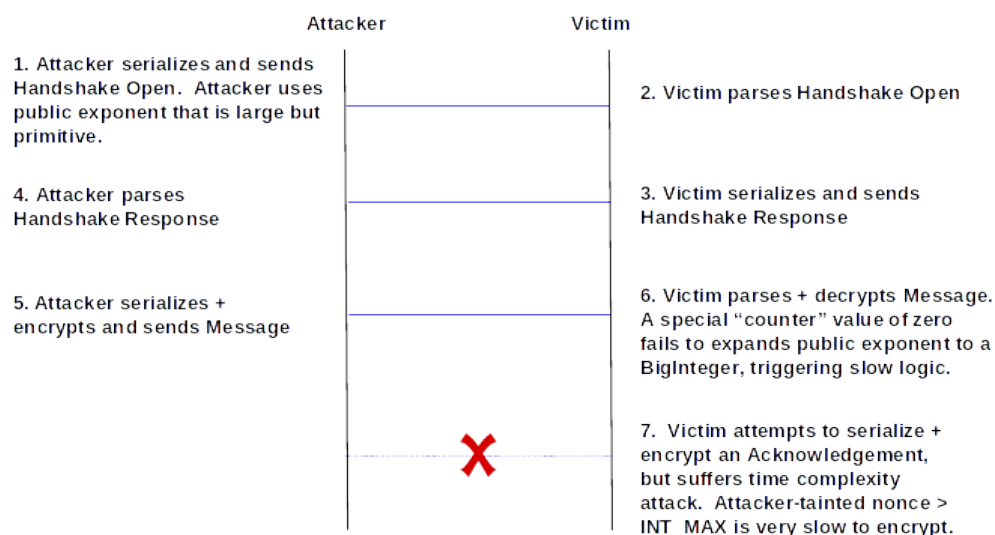 Attacker
Victim
1. Attacker serializes and sends
Handshake Open. Attacker uses
public exponent that is large but
primitive.
2. Victim parses Handshake Open
4. Attacker parses
Handshake Response
3. Victim serializes and sends
Handshake Response
5. Attacker serializes +
encrypts and sends Message
6. Victim parses + decrypts Message.
A special “counter” value of zero
fails to expands public exponent to a
BigInteger, triggering slow logic.
7. Victim attempts to serialize +
encrypt an Acknowledgement,
but suffers time complexity
attack. Attacker-tainted nonce >
INT_MAX is very slow to encrypt.